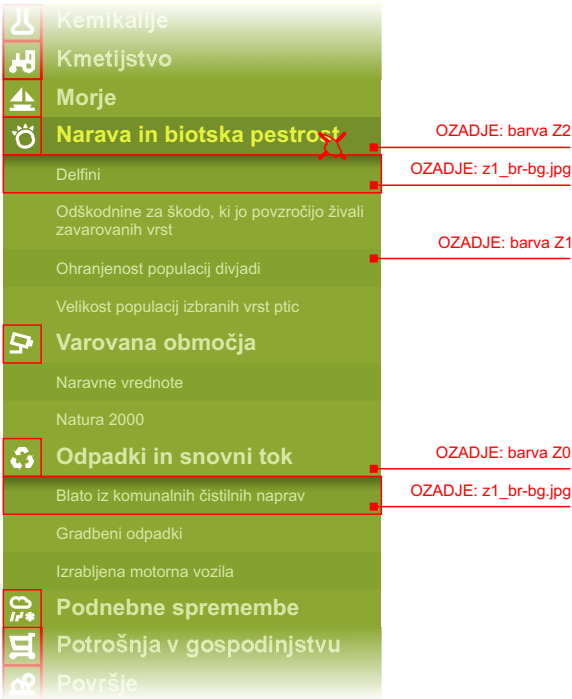 Kemikalije
Kmetijstvo
Morje
Narava in biotska pestrost
OZADJE: barva Z2
Delfini
OZADJE: z1_br-bg.jpg
Odškodnine za škodo, ki jo povzročijo živali
zavarovanih vrst
OZADJE: barva Z1
Ohranjenost populacij divjadi
Velikost populacij izbranih vrst ptic
Varovana območja
Naravne vrednote
Natura 2000
Odpadki in snovni tok
OZADJE: barva Z0
Blato iz komunalnih čistilnih naprav
OZADJE: z1_br-bg.jpg
Gradbeni odpadki
Izrabljena motorna vozila
Podnebne spremembe
Potrošnja v gospodinjstvu
Površje